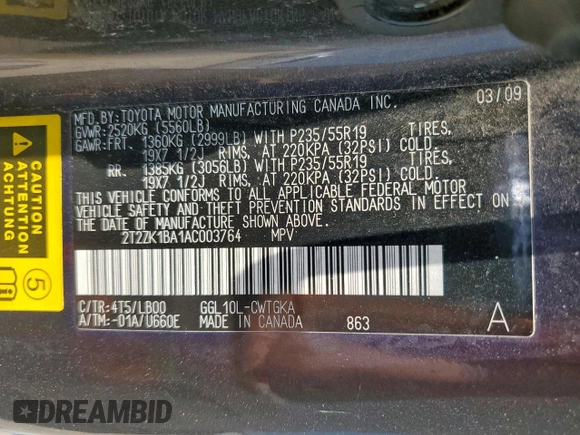 MFD.BY:TOYOTA MOTOR MANUFACTURING CANADA INC. 03/09
GVWR:2520KG (5560LB)
GAWR:FRT. 1360KG (2999LB) WITH P235/55R19 TIRES,
19X7 1/2J RIMS, AT 220KPA (32PSI) COLD.
RR. 1385KG (3056LB) WITH P235/55R19 TIRES,
19X7 1/2J RIMS, AT 220KPA (32PSI) COLD.
THIS VEHICLE CONFORMS TO ALL APPLICABLE FEDERAL MOTOR
VEHICLE SAFETY AND THEFT PREVENTION STANDARDS IN EFFECT ON
THE DATE OF MANUFACTURE SHOWN ABOVE.
2T2ZK1BA1AC003764 MPV
C/TR:4T5/LB00 GGL10L-CWTGKA
A/TM:-01A/U660E MADE IN CANADA 863 A
ACHTUNG
5
DREAMBID